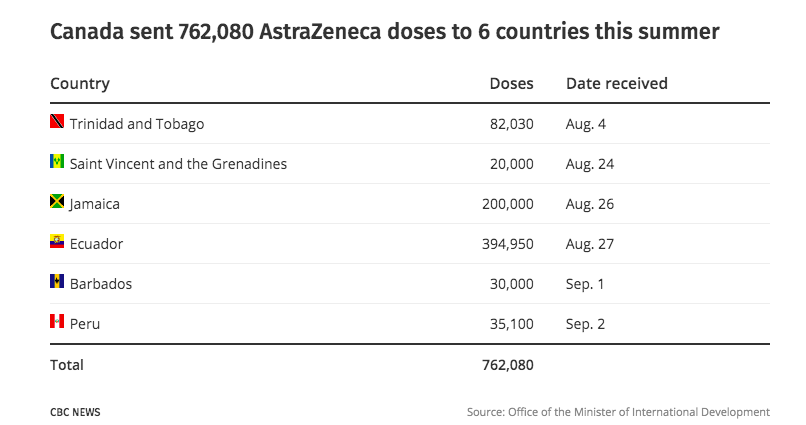 Canada sent 762,080 AstraZeneca doses to 6 countries this summer
Country Doses Date received
Trinidad and Tobago 82,030 Aug. 4
Saint Vincent and the Grenadines 20,000 Aug. 24
Jamaica 200,000 Aug. 26
Ecuador 394,950 Aug. 27
Barbados 30,000 Sep. 1
Peru 35,100 Sep. 2
Total 762,080
CBC NEWS Source: Office of the Minister of International Development